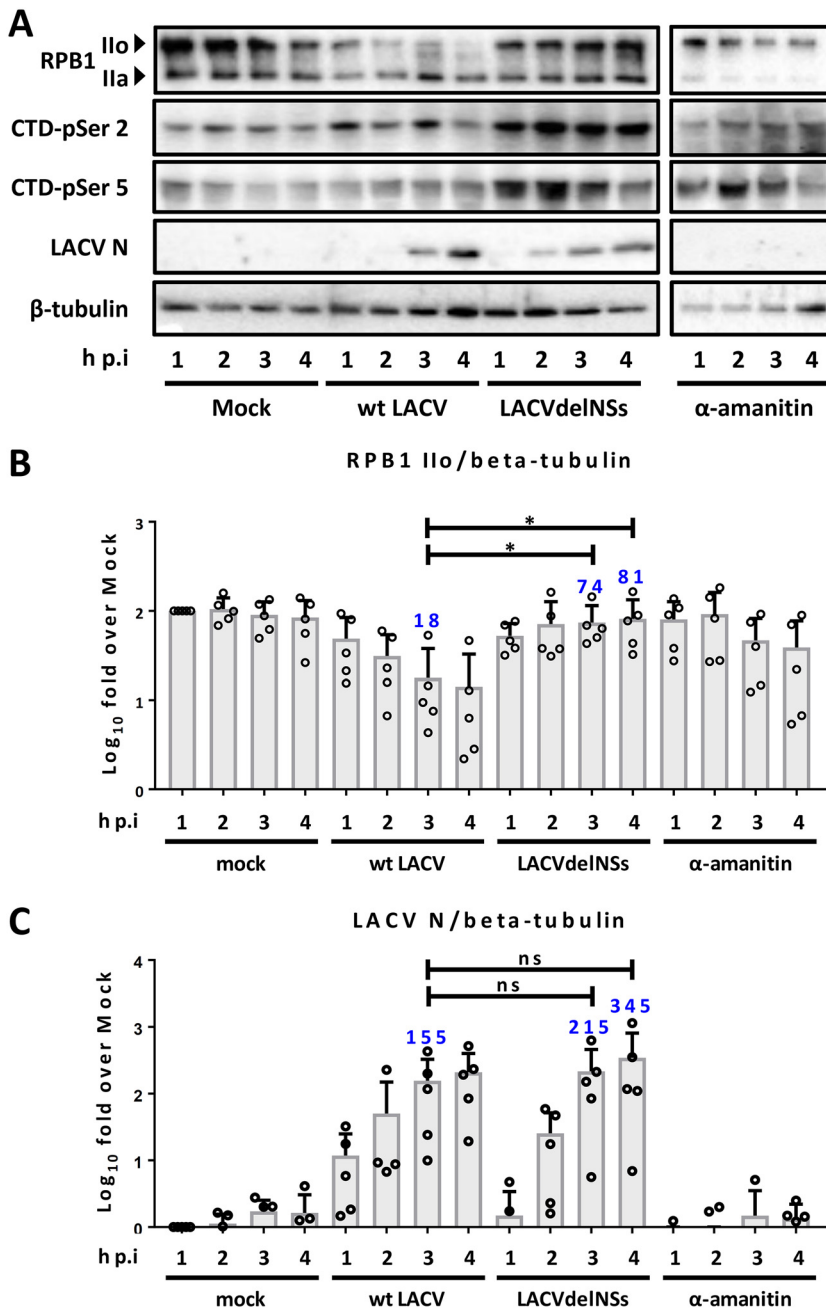 A
RPB1 IIo
IIa
CTD-pSer 2
CTD-pSer 5
LACV N
β-tubulin
h p.i 1 2 3 4 1 2 3 4 1 2 3 4 1 2 3 4
Mock wt LACV LACVdelNSs α-amanitin
B
RPB1 IIo/beta-tubulin
Log10 fold over Mock
3
2
1
0
*
*
18
74
81
h p.i 1 2 3 4 1 2 3 4 1 2 3 4 1 2 3 4
mock wt LACV LACVdelNSs α-amanitin
C
LACV N/beta-tubulin
Log10 fold over Mock
4
3
2
1
0
ns
ns
155
215
345
h p.i 1 2 3 4 1 2 3 4 1 2 3 4 1 2 3 4
mock wt LACV LACVdelNSs α-amanitin